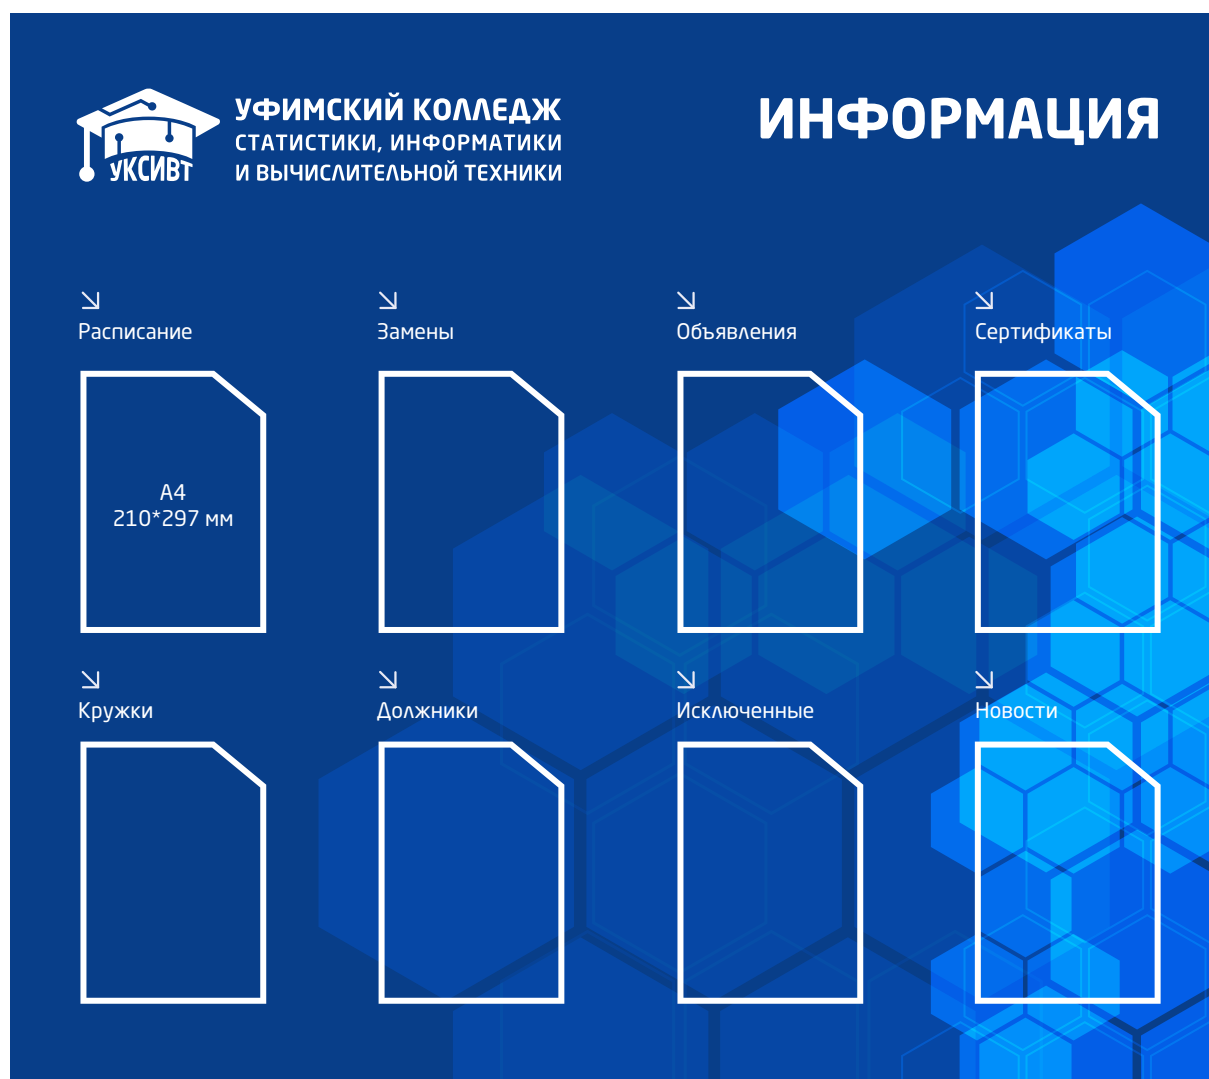 УКСИВТ
УФИМСКИЙ КОЛЛЕДЖ
СТАТИСТИКИ, ИНФОРМАТИКИ
И ВЫЧИСЛИТЕЛЬНОЙ ТЕХНИКИ
ИНФОРМАЦИЯ
Расписание
Замены
Объявления
Сертификаты
А4
210*297 мм
Кружки
Должники
Исключенные
Новости